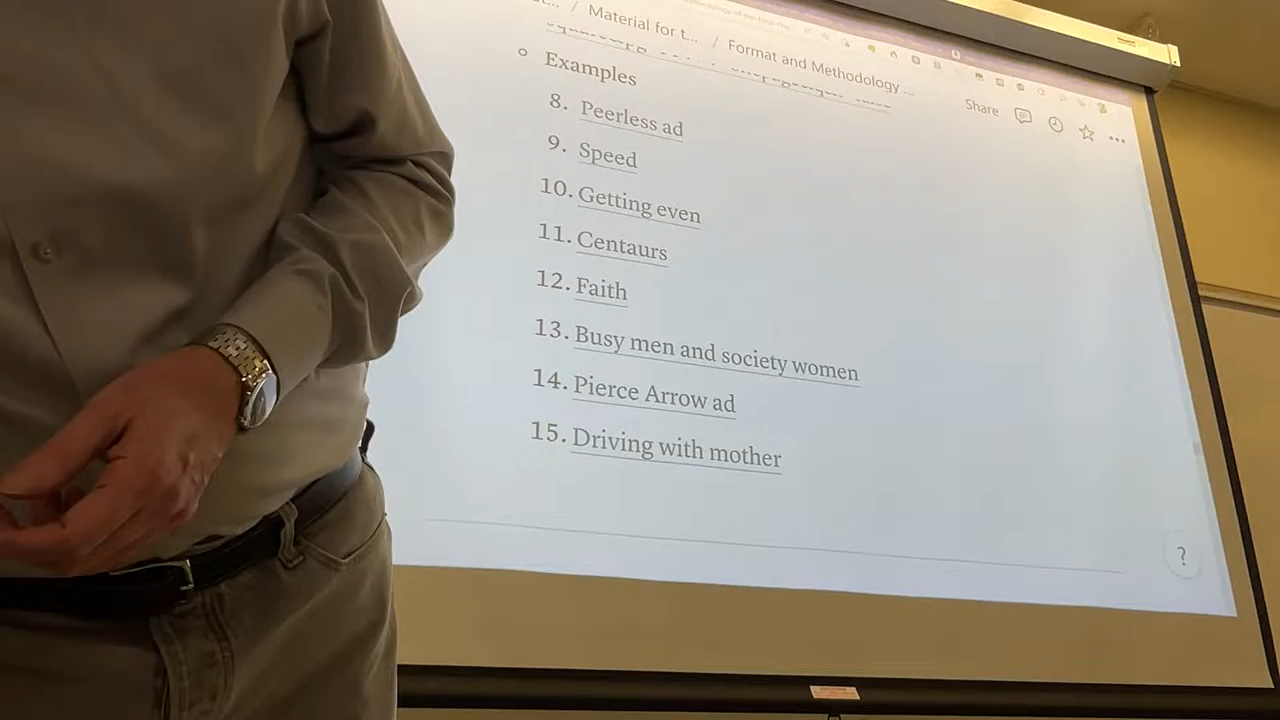 / Material for t... / Format and Methodology ...
Share
Examples
8. Peerless ad
9. Speed
10. Getting even
11. Centaurs
12. Faith
13. Busy men and society women
14. Pierce Arrow ad
15. Driving with mother
?